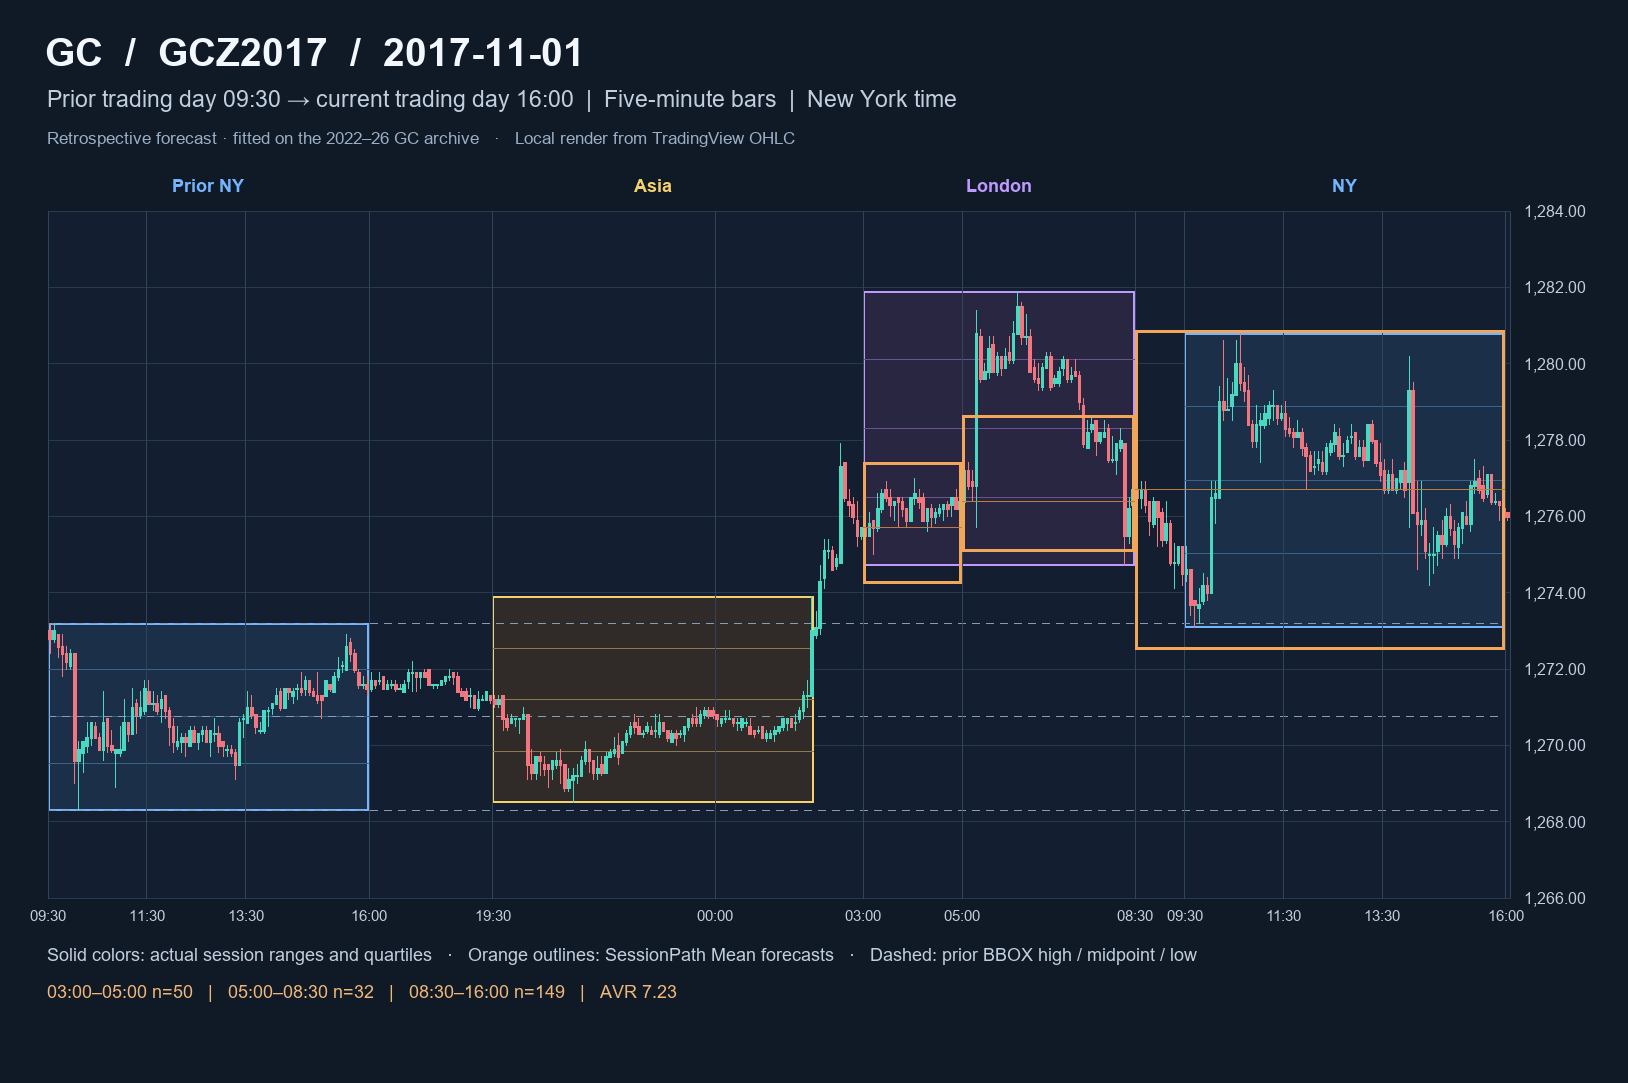 GC / GCZ2017 / 2017-11-01
Prior trading day 09:30 → current trading day 16:00 | Five-minute bars | New York time
Retrospective forecast · fitted on the 2022–26 GC archive · Local render from TradingView OHLC
Prior NY Asia London NY
1,284.00
1,282.00
1,280.00
1,278.00
1,276.00
1,274.00
1,272.00
1,270.00
1,268.00
1,266.00
09:30 11:30 13:30 16:00 19:30 00:00 03:00 05:00 08:30 09:30 11:30 13:30 16:00
Solid colors: actual session ranges and quartiles · Orange outlines: SessionPath Mean forecasts · Dashed: prior BBOX high / midpoint / low
03:00–05:00 n=50 | 05:00–08:30 n=32 | 08:30–16:00 n=149 | AVR 7.23